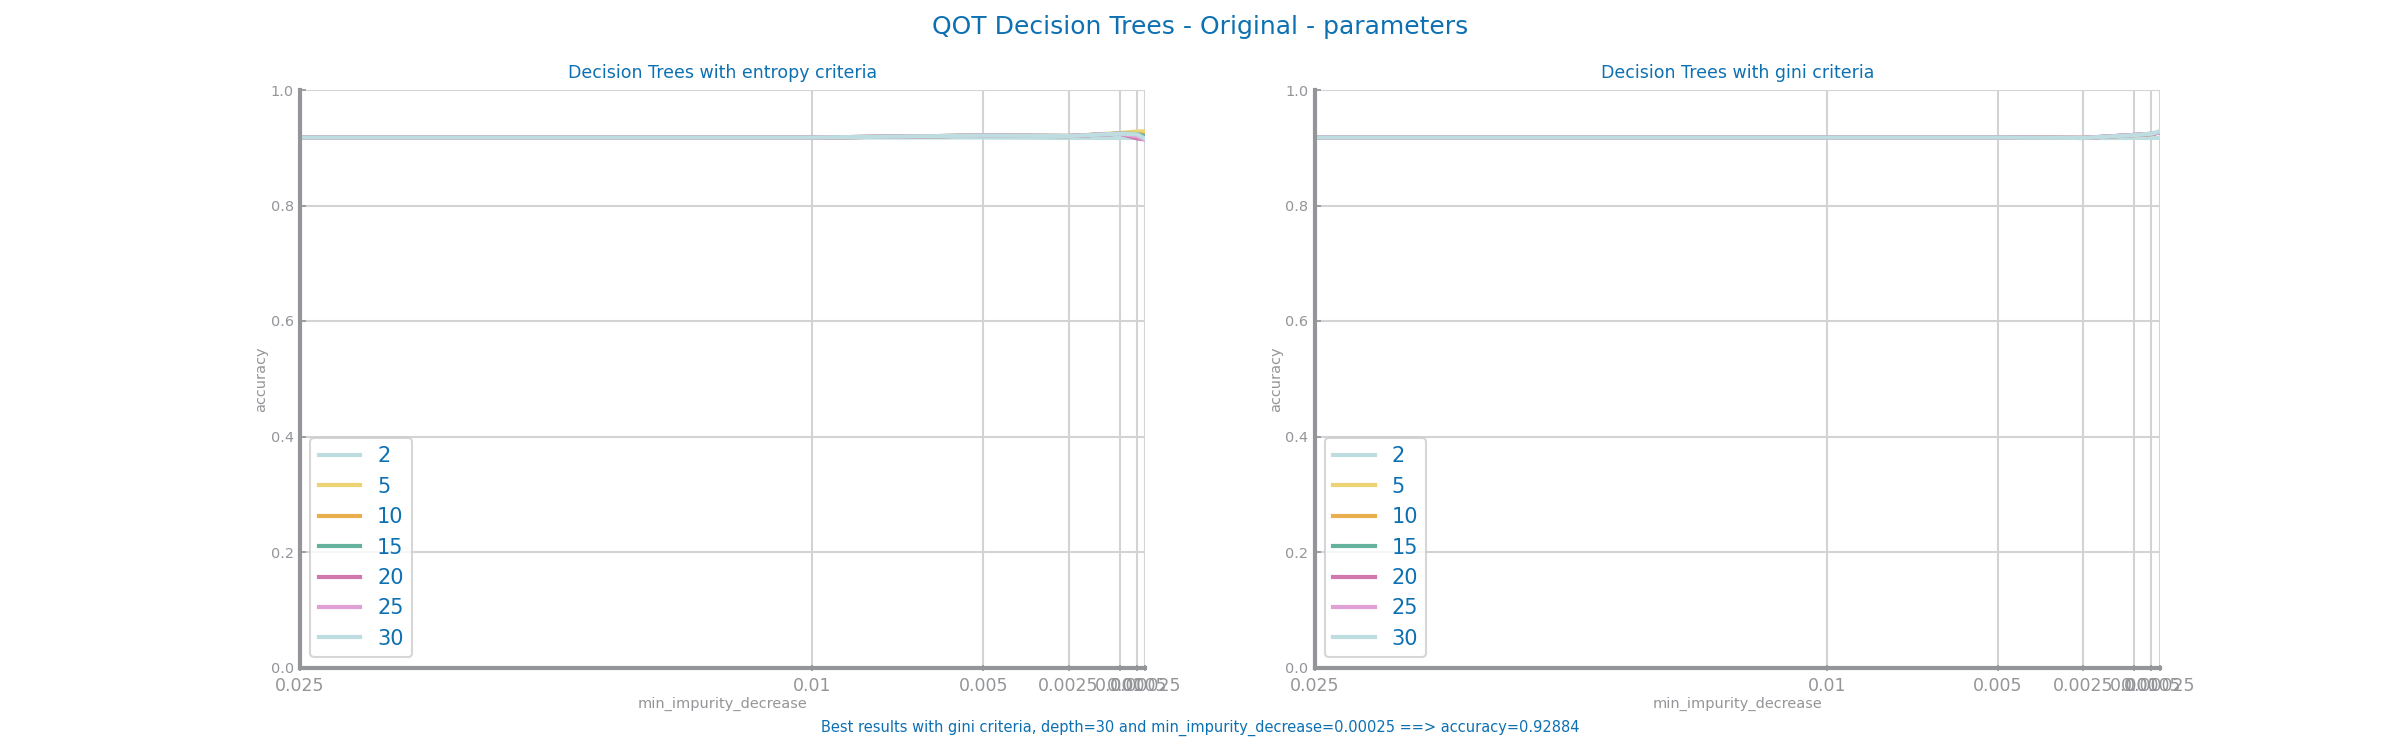 QOT Decision Trees - Original - parameters
Decision Trees with entropy criteria
1.0
0.8
0.6
0.4
0.2
0.0
accuracy
2
5
10
15
20
25
30
0.025 0.01 0.005 0.0025
min_impurity_decrease
Decision Trees with gini criteria
1.0
0.8
0.6
0.4
0.2
0.0
accuracy
2
5
10
15
20
25
30
0.025 0.01 0.005 0.0025
min_impurity_decrease
Best results with gini criteria, depth=30 and min_impurity_decrease=0.00025 ==> accuracy=0.92884